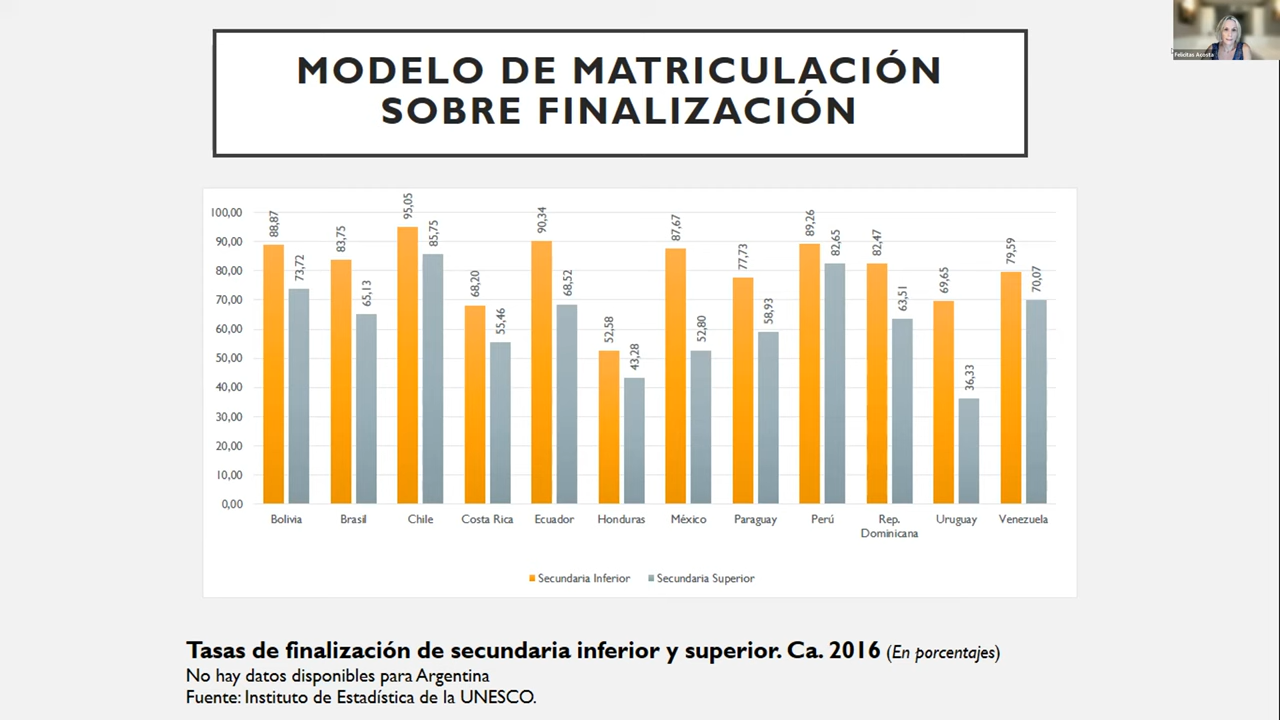 Felicitas Acosta
MODELO DE MATRICULACIÓN
SOBRE FINALIZACIÓN
100,00
90,00
80,00
70,00
60,00
50,00
40,00
30,00
20,00
10,00
0,00
88,87
73,72
83,75
65,13
95,05
85,75
68,20
55,46
90,34
68,52
52,58
43,28
87,67
52,80
77,73
58,93
89,26
82,65
82,47
63,51
69,65
36,33
79,59
70,07
Bolivia
Brasil
Chile
Costa Rica
Ecuador
Honduras
México
Paraguay
Perú
Rep.
Dominicana
Uruguay
Venezuela
Secundaria Inferior
Secundaria Superior
Tasas de finalización de secundaria inferior y superior. Ca. 2016 (En porcentajes)
No hay datos disponibles para Argentina
Fuente: Instituto de Estadística de la UNESCO.